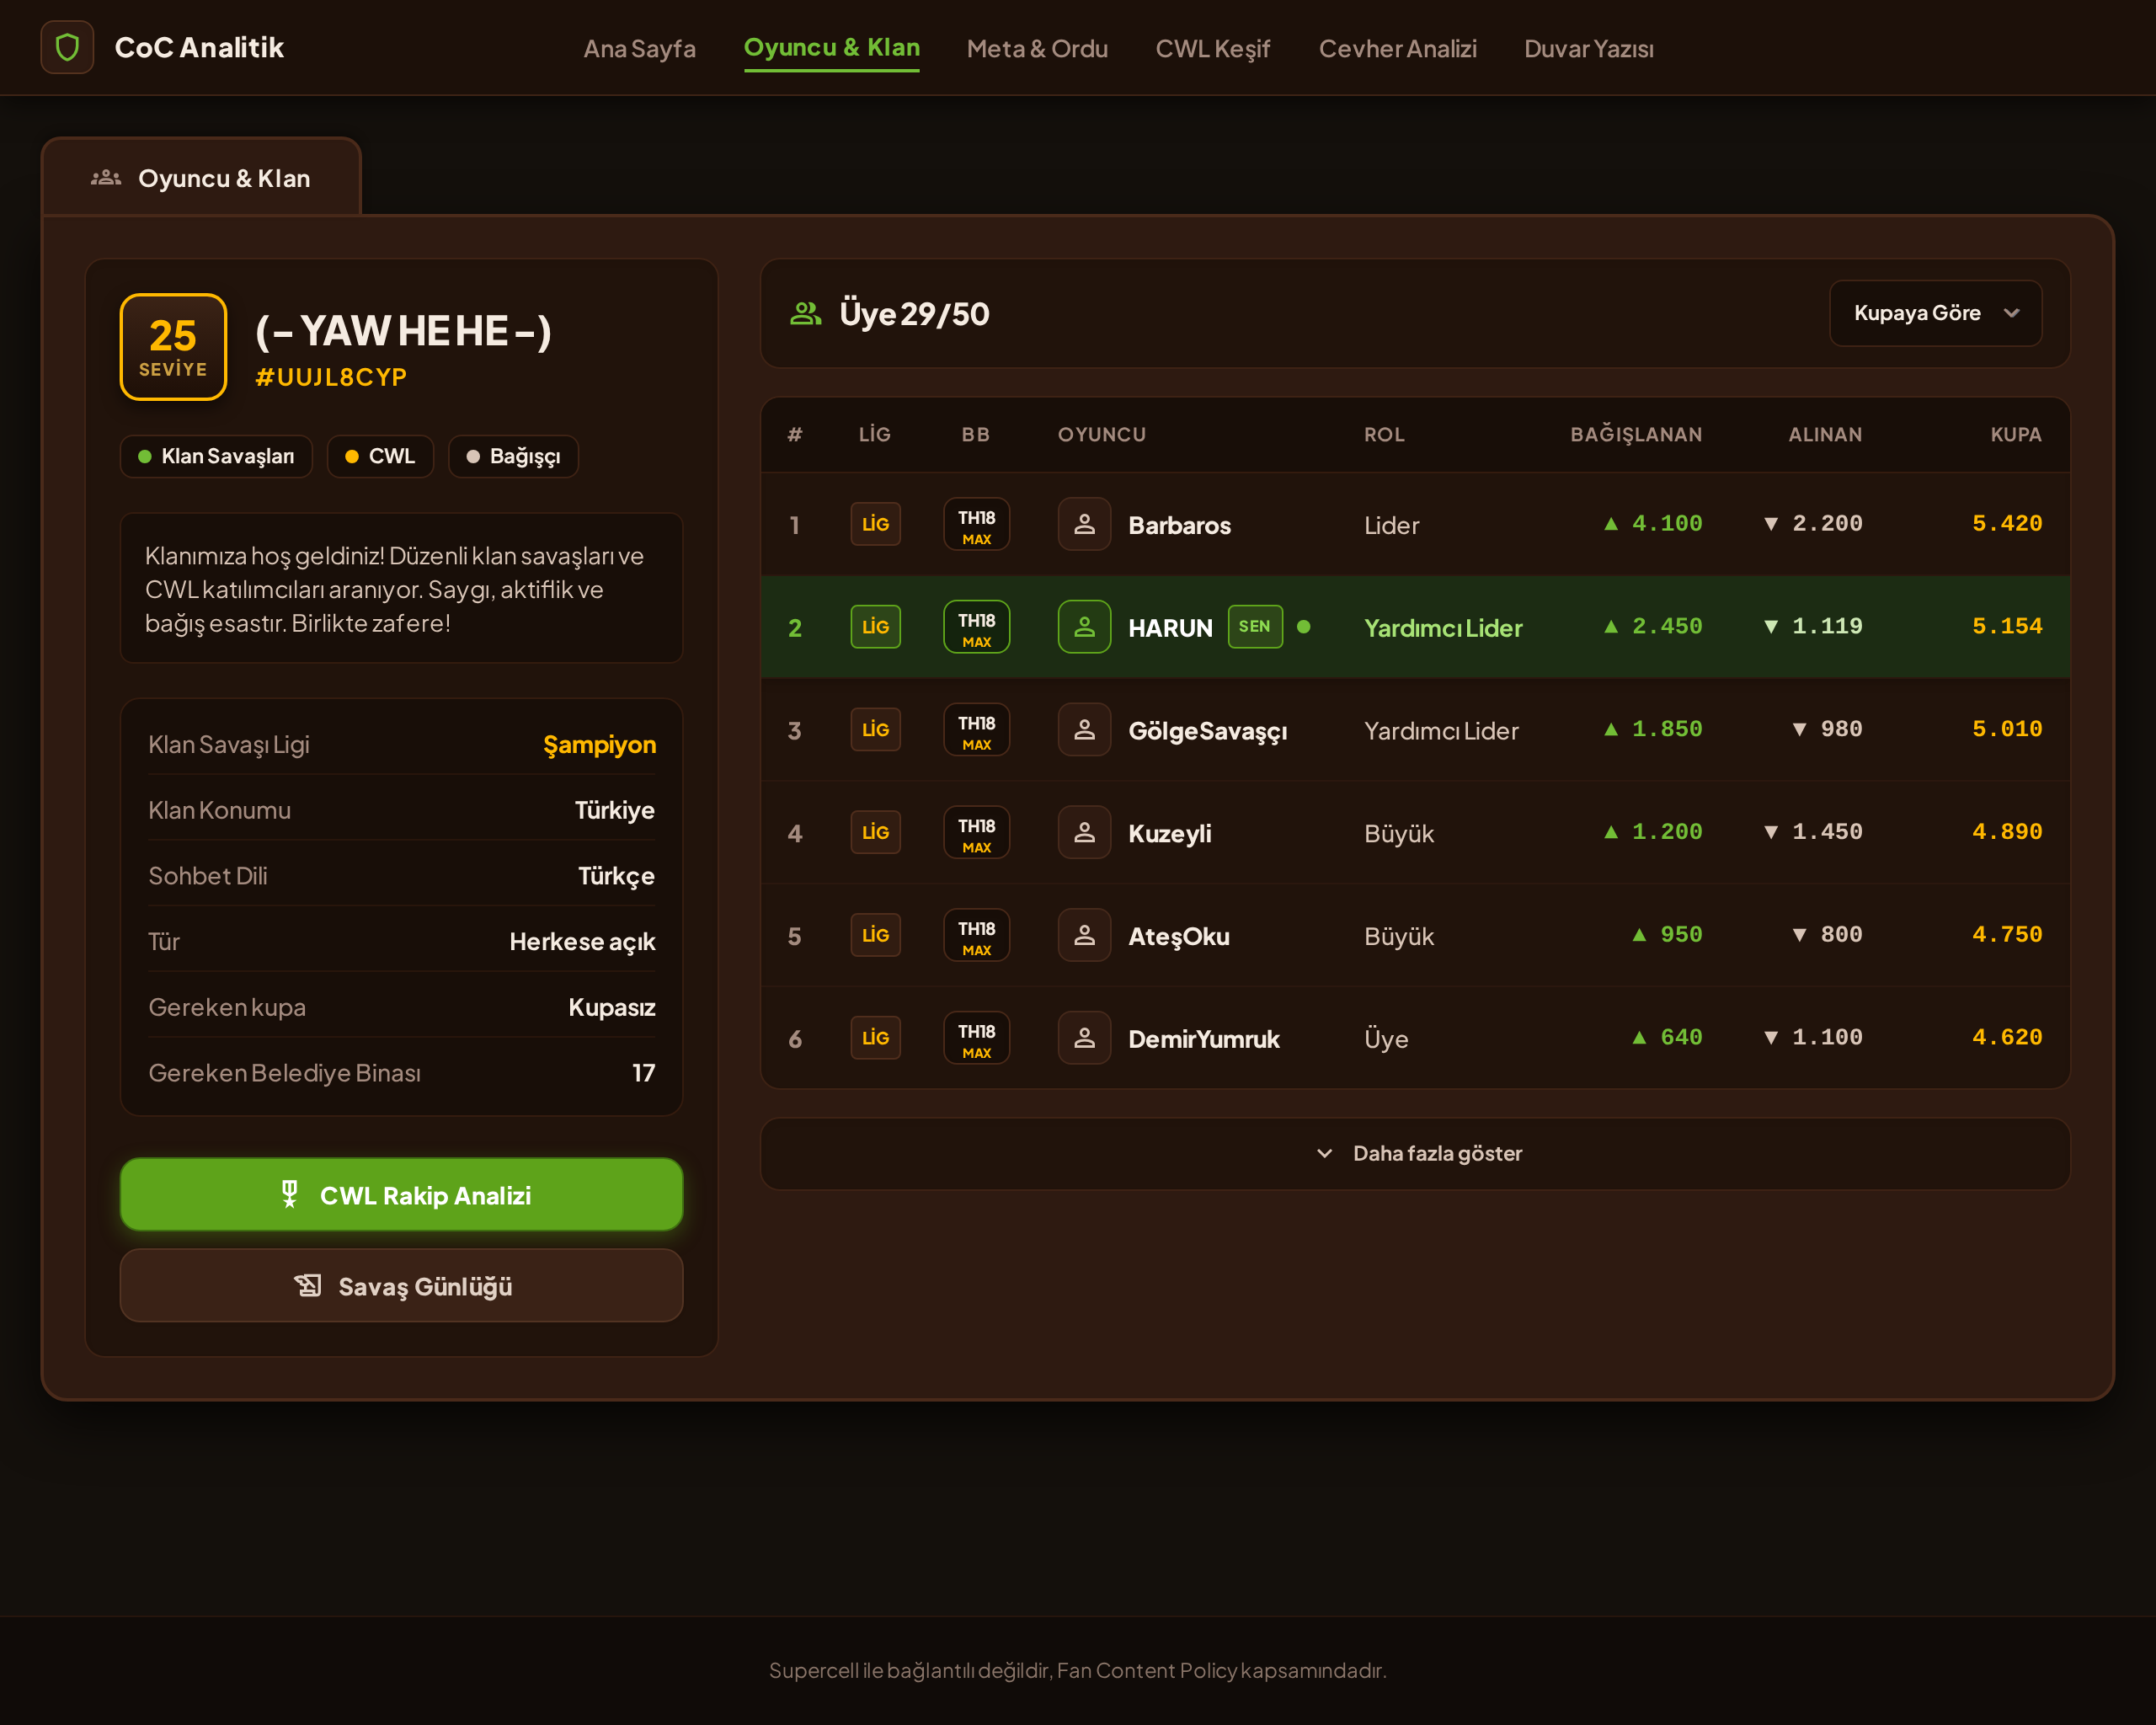 CoC Analitik
Ana Sayfa Oyuncu & Klan Meta & Ordu CWL Keşif Cevher Analizi Duvar Yazısı
Oyuncu & Klan
25
SEVİYE
(- YAW HE HE -)
#UUJL8CYP
Klan Savaşları CWL Bağışçı
Klanımıza hoş geldiniz! Düzenli klan savaşları ve
CWL katılımcıları aranıyor. Saygı, aktiflik ve
bağış esastır. Birlikte zafere!
Klan Savaşı Ligi Şampiyon
Klan Konumu Türkiye
Sohbet Dili Türkçe
Tür Herkese açık
Gereken kupa Kupasız
Gereken Belediye Binası 17
CWL Rakip Analizi
Savaş Günlüğü
Üye 29/50
Kupaya Göre
# LİG BB OYUNCU ROL BAĞIŞLANAN ALINAN KUPA
1 LİG TH18 MAX Barbaros Lider ▲ 4.100 ▼ 2.200 5.420
2 LİG TH18 MAX HARUN SEN Yardımcı Lider ▲ 2.450 ▼ 1.119 5.154
3 LİG TH18 MAX GölgeSavaşçı Yardımcı Lider ▲ 1.850 ▼ 980 5.010
4 LİG TH18 MAX Kuzeyli Büyük ▲ 1.200 ▼ 1.450 4.890
5 LİG TH18 MAX AteşOku Büyük ▲ 950 ▼ 800 4.750
6 LİG TH18 MAX DemirYumruk Üye ▲ 640 ▼ 1.100 4.620
Daha fazla göster
Supercell ile bağlantılı değildir, Fan Content Policy kapsamındadır.